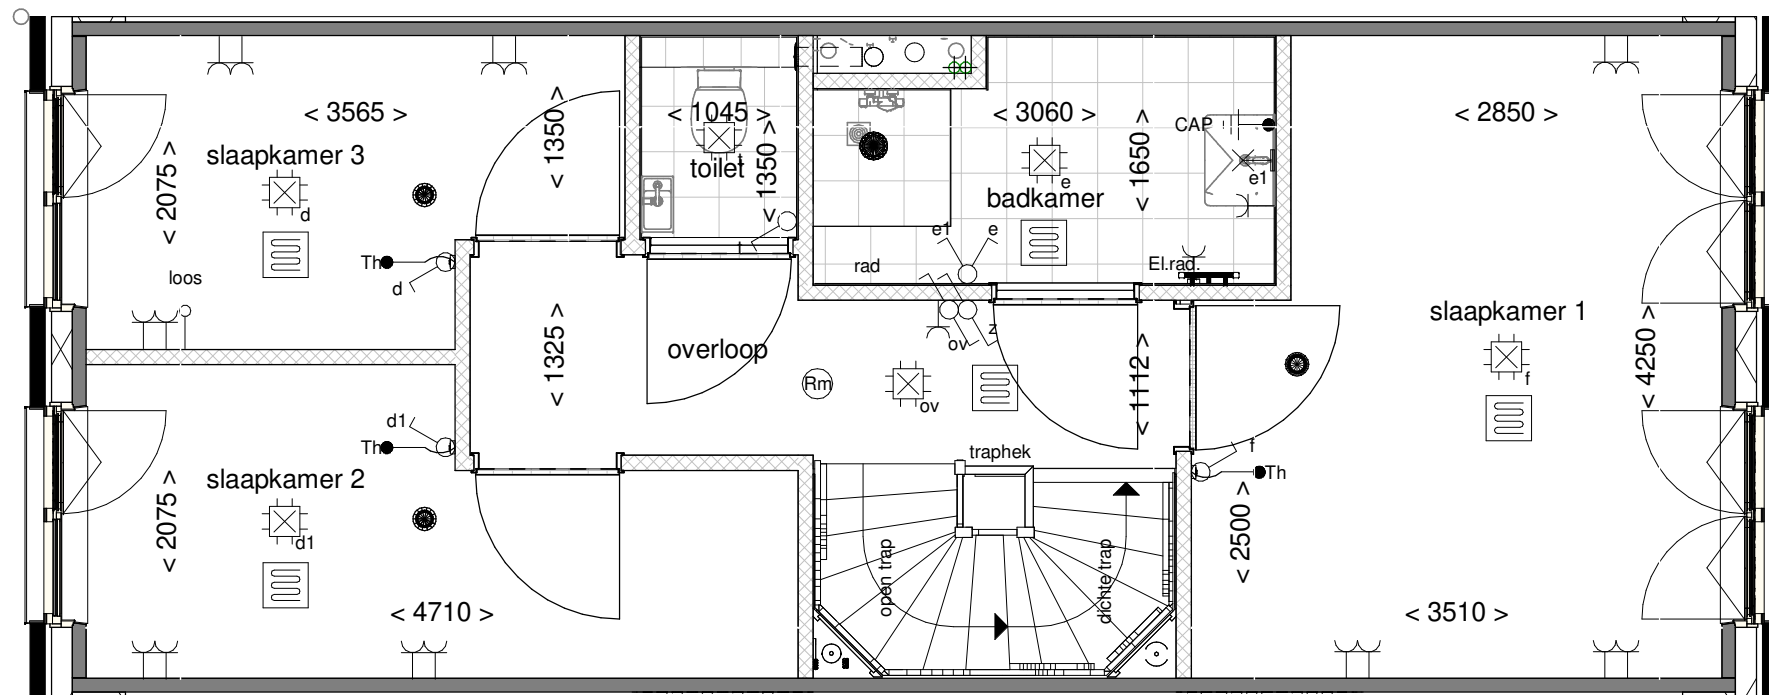 < 3565 >
< 1350 >
< 1045 >
< 1350 >
< 3060 >
< 1650 >
CAP
< 2850 >
slaapkamer 3
< 2075 >
d
toilet
t
t
badkamer
e
e1
e1
e
Th
d
loos
rad
El.rad.
slaapkamer 1
< 4250 >
f
overloop
< 1325 >
ov
z
Rm
ov
< 1112 >
d1
Th
slaapkamer 2
< 2075 >
d1
< 4710 >
traphek
open trap
dichte trap
f
Th
< 2500 >
< 3510 >